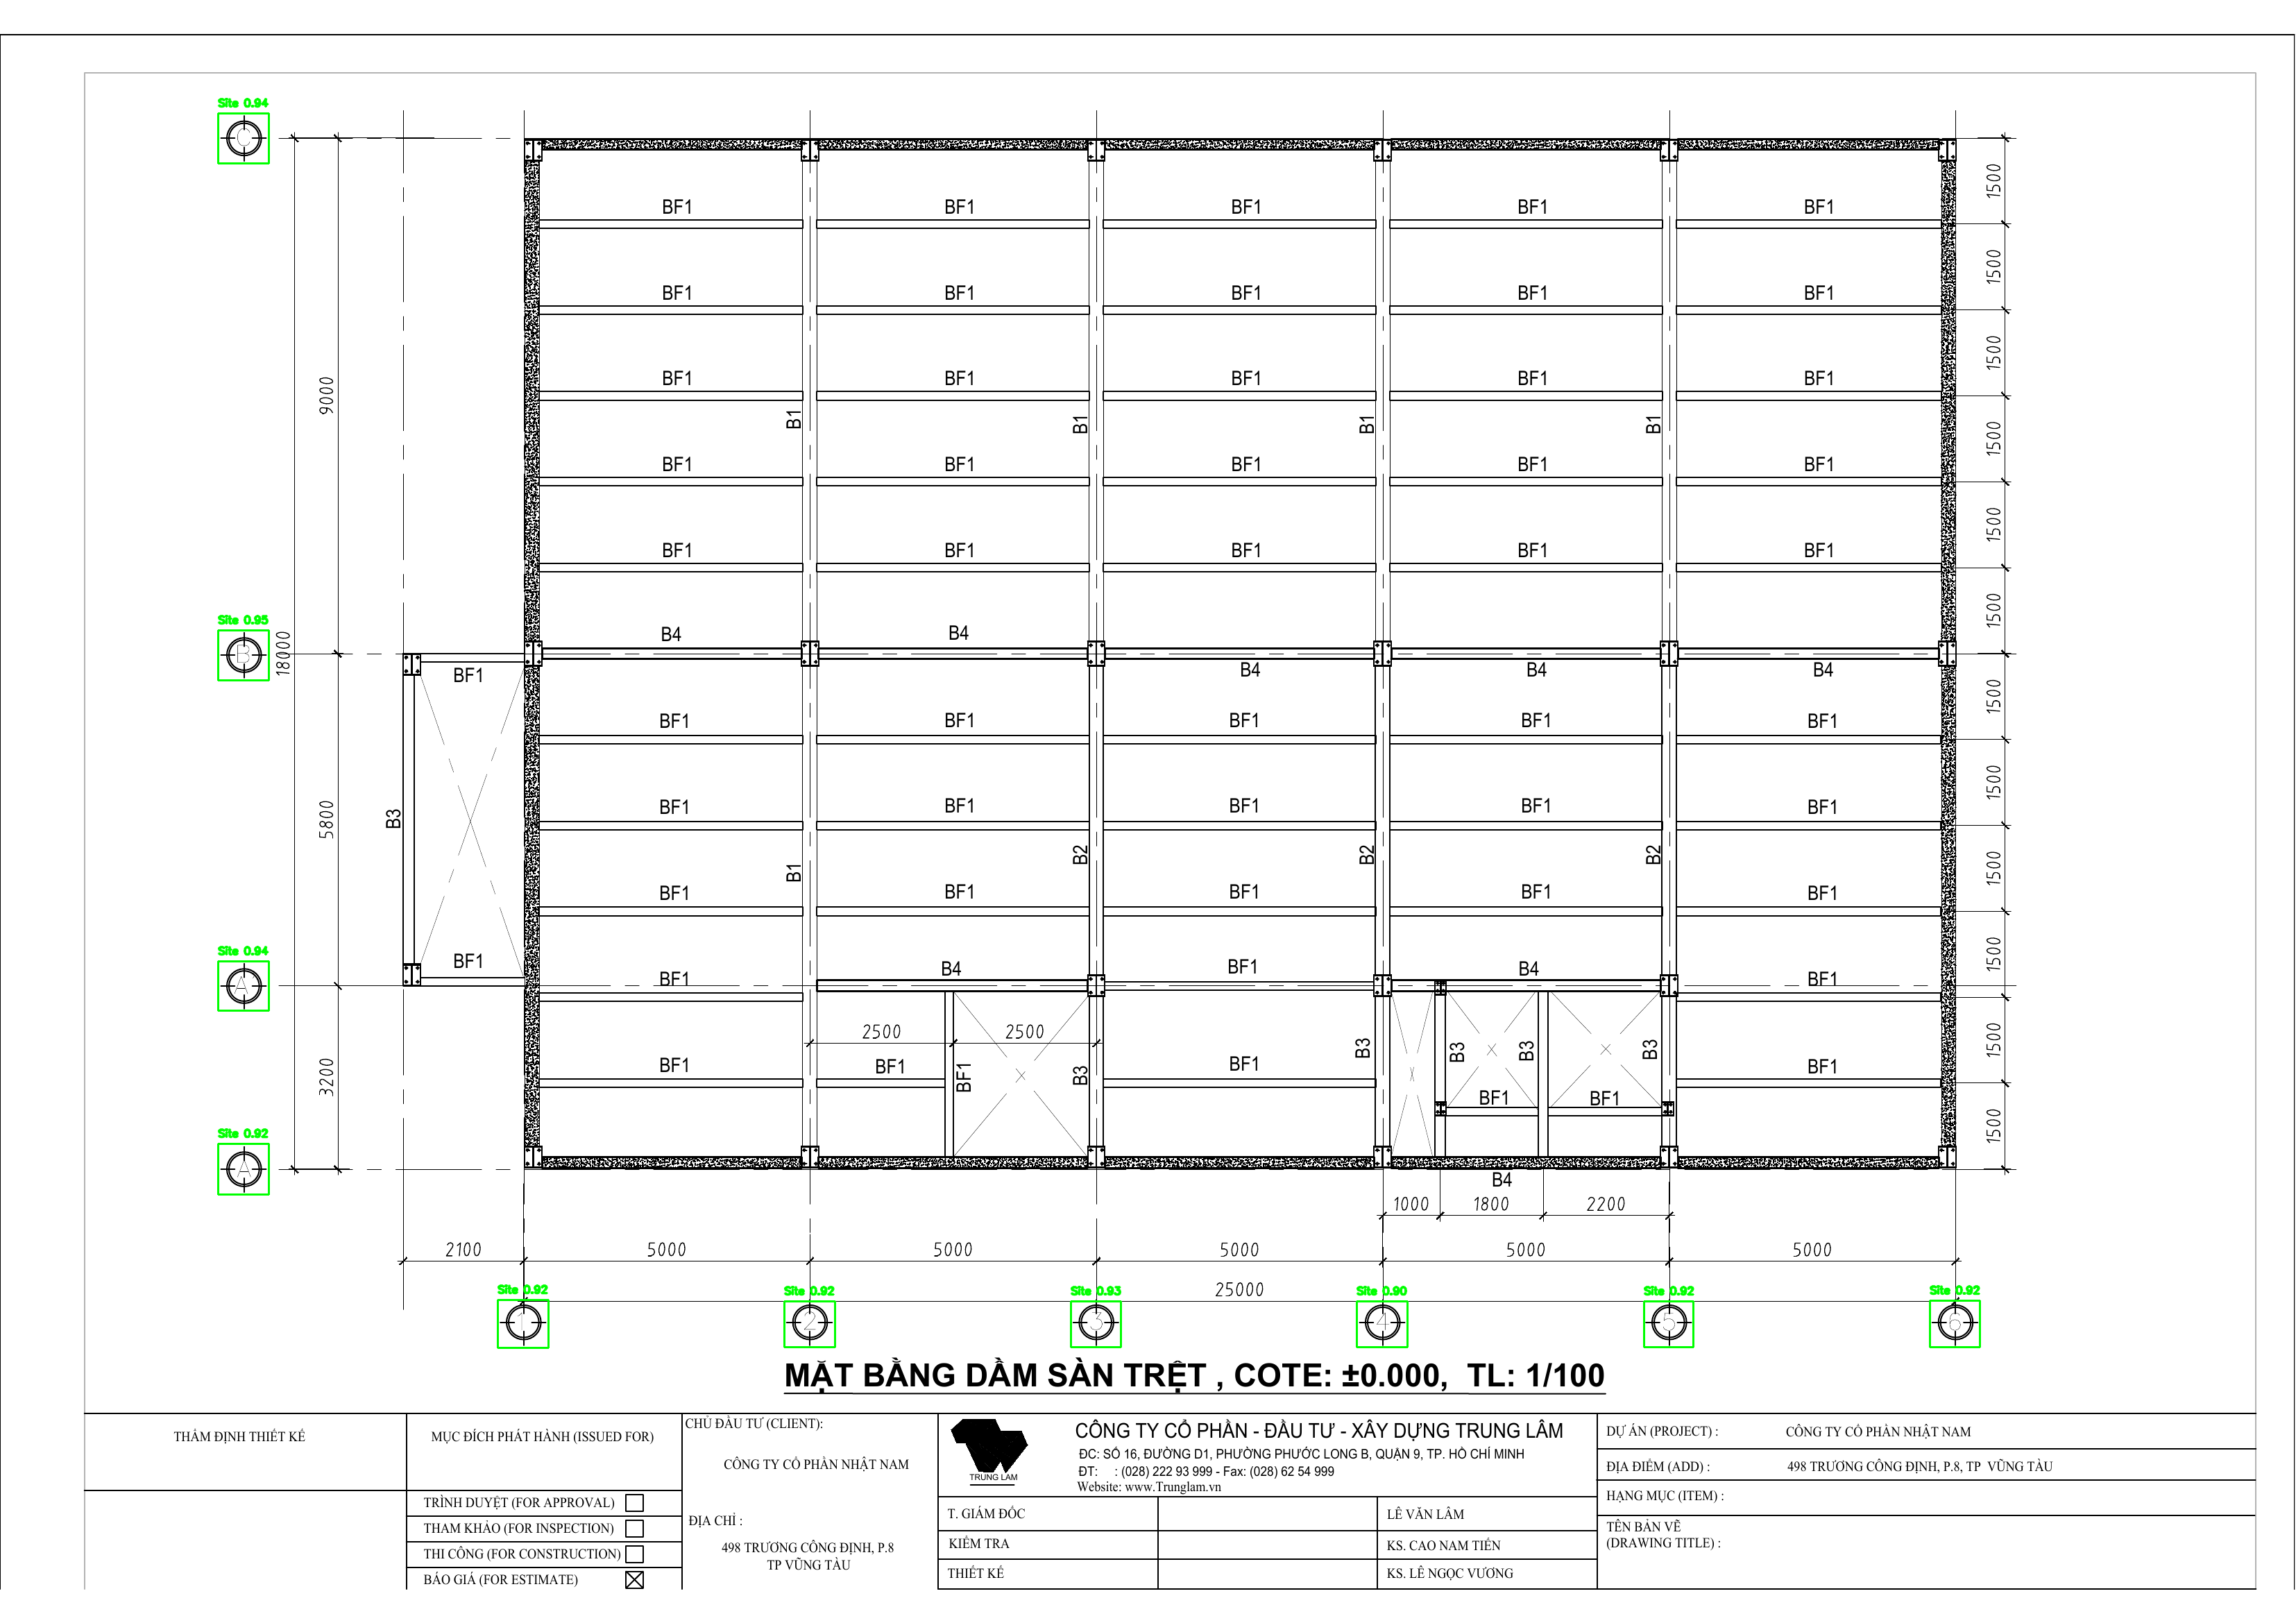 Site 0.94
C
1500
BF1 BF1 BF1 BF1 BF1
1500
BF1 BF1 BF1 BF1 BF1
1500
BF1 BF1 BF1 BF1 BF1
9000
B1 B1 B1 B1
1500
BF1 BF1 BF1 BF1 BF1
1500
BF1 BF1 BF1 BF1 BF1
1500
Site 0.95
B
18000
B4 B4 B4 B4 B4
BF1
1500
BF1 BF1 BF1 BF1 BF1
1500
BF1 BF1 BF1 BF1 BF1
5800
B3
B1 B2 B2 B2
1500
BF1 BF1 BF1 BF1 BF1
1500
Site 0.94
A'
BF1
BF1 B4 BF1 B4 BF1
2500 2500
1500
B3 B3 B3 B3
BF1 BF1 BF1 B3 BF1 BF1
3200
BF1 BF1
1500
Site 0.92
A
B4
1000 1800 2200
2100 5000 5000 5000 5000 5000
25000
Site 0.92 Site 0.92 Site 0.93 Site 0.90 Site 0.92 Site 0.92
1 2 3 4 5 6
MẶT BẰNG DẦM SÀN TRỆT , COTE: ±0.000, TL: 1/100
THẨM ĐỊNH THIẾT KẾ
MỤC ĐÍCH PHÁT HÀNH (ISSUED FOR)
TRÌNH DUYỆT (FOR APPROVAL)
THAM KHẢO (FOR INSPECTION)
THI CÔNG (FOR CONSTRUCTION)
BÁO GIÁ (FOR ESTIMATE)
CHỦ ĐẦU TƯ (CLIENT):
CÔNG TY CỔ PHẦN NHẬT NAM
ĐỊA CHỈ :
498 TRƯƠNG CÔNG ĐỊNH, P.8
TP VŨNG TÀU
TRUNG LAM
CÔNG TY CỔ PHẦN - ĐẦU TƯ - XÂY DỰNG TRUNG LÂM
ĐC: SỐ 16, ĐƯỜNG D1, PHƯỜNG PHƯỚC LONG B, QUẬN 9, TP. HỒ CHÍ MINH
ĐT: : (028) 222 93 999 - Fax: (028) 62 54 999
Website: www.Trunglam.vn
T. GIÁM ĐỐC LÊ VĂN LÂM
KIỂM TRA KS. CAO NAM TIẾN
THIẾT KẾ KS. LÊ NGỌC VƯƠNG
DỰ ÁN (PROJECT) : CÔNG TY CỔ PHẦN NHẬT NAM
ĐỊA ĐIỂM (ADD) : 498 TRƯƠNG CÔNG ĐỊNH, P.8, TP VŨNG TÀU
HẠNG MỤC (ITEM) :
TÊN BẢN VẼ
(DRAWING TITLE) :